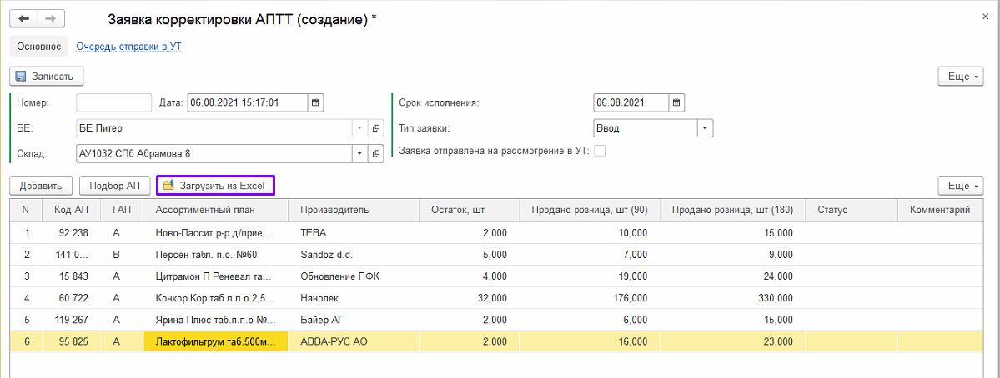 Заявка корректировки АПТТ (создание) *
Основное Очередь отправки в УТ
Записать Еще
Номер: Дата: 06.08.2021 15:17:01 Срок исполнения: 06.08.2021
БЕ: БЕ Питер Тип заявки: Ввод
Склад: АУ1032 СПб Абрамова 8 Заявка отправлена на рассмотрение в УТ:
Добавить Подбор АП Загрузить из Excel Еще
N Код АП ГАП Ассортиментный план Производитель Остаток, шт Продано розница, шт (90) Продано розница, шт (180) Статус Комментарий
1 92 238 А Ново-Пассит р-р д/прие... ТЕВА 2,000 10,000 15,000
2 141 0... В Персен табл. п.о. №60 Sandoz d.d. 5,000 7,000 9,000
3 15 843 А Цитрамон П Реневал та... Обновление ПФК 4,000 19,000 24,000
4 60 722 А Конкор Кор таб.п.п.о.2,5... Нанолек 32,000 176,000 330,000
5 119 267 А Ярина Плюс таб.п.п.о №... Байер АГ 2,000 6,000 15,000
6 95 825 А Лактофильтрум таб.500м... АВВА-РУС АО 2,000 16,000 23,000